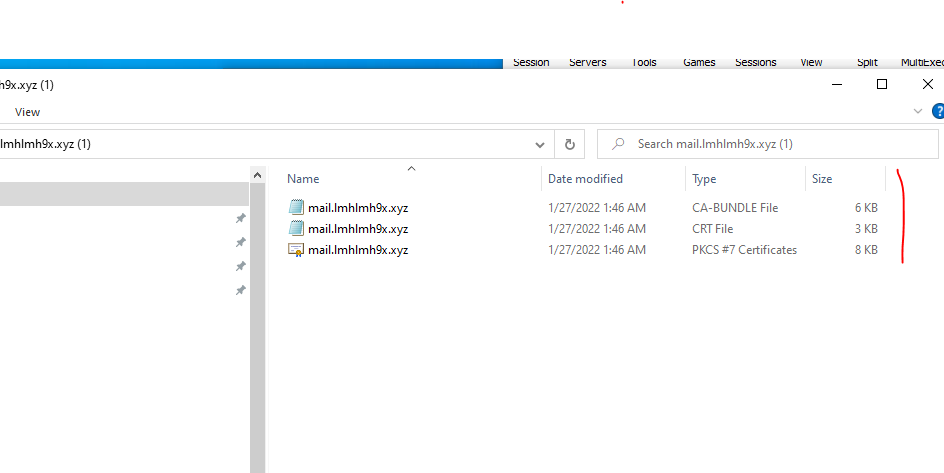 Session Servers Tools Games Sessions View Split MultiExec
h9x.xyz (1)
View
lmhlmh9x.xyz (1)
Search mail.lmhlmh9x.xyz (1)
Name Date modified Type Size
mail.lmhlmh9x.xyz 1/27/2022 1:46 AM CA-BUNDLE File 6 KB
mail.lmhlmh9x.xyz 1/27/2022 1:46 AM CRT File 3 KB
mail.lmhlmh9x.xyz 1/27/2022 1:46 AM PKCS #7 Certificates 8 KB